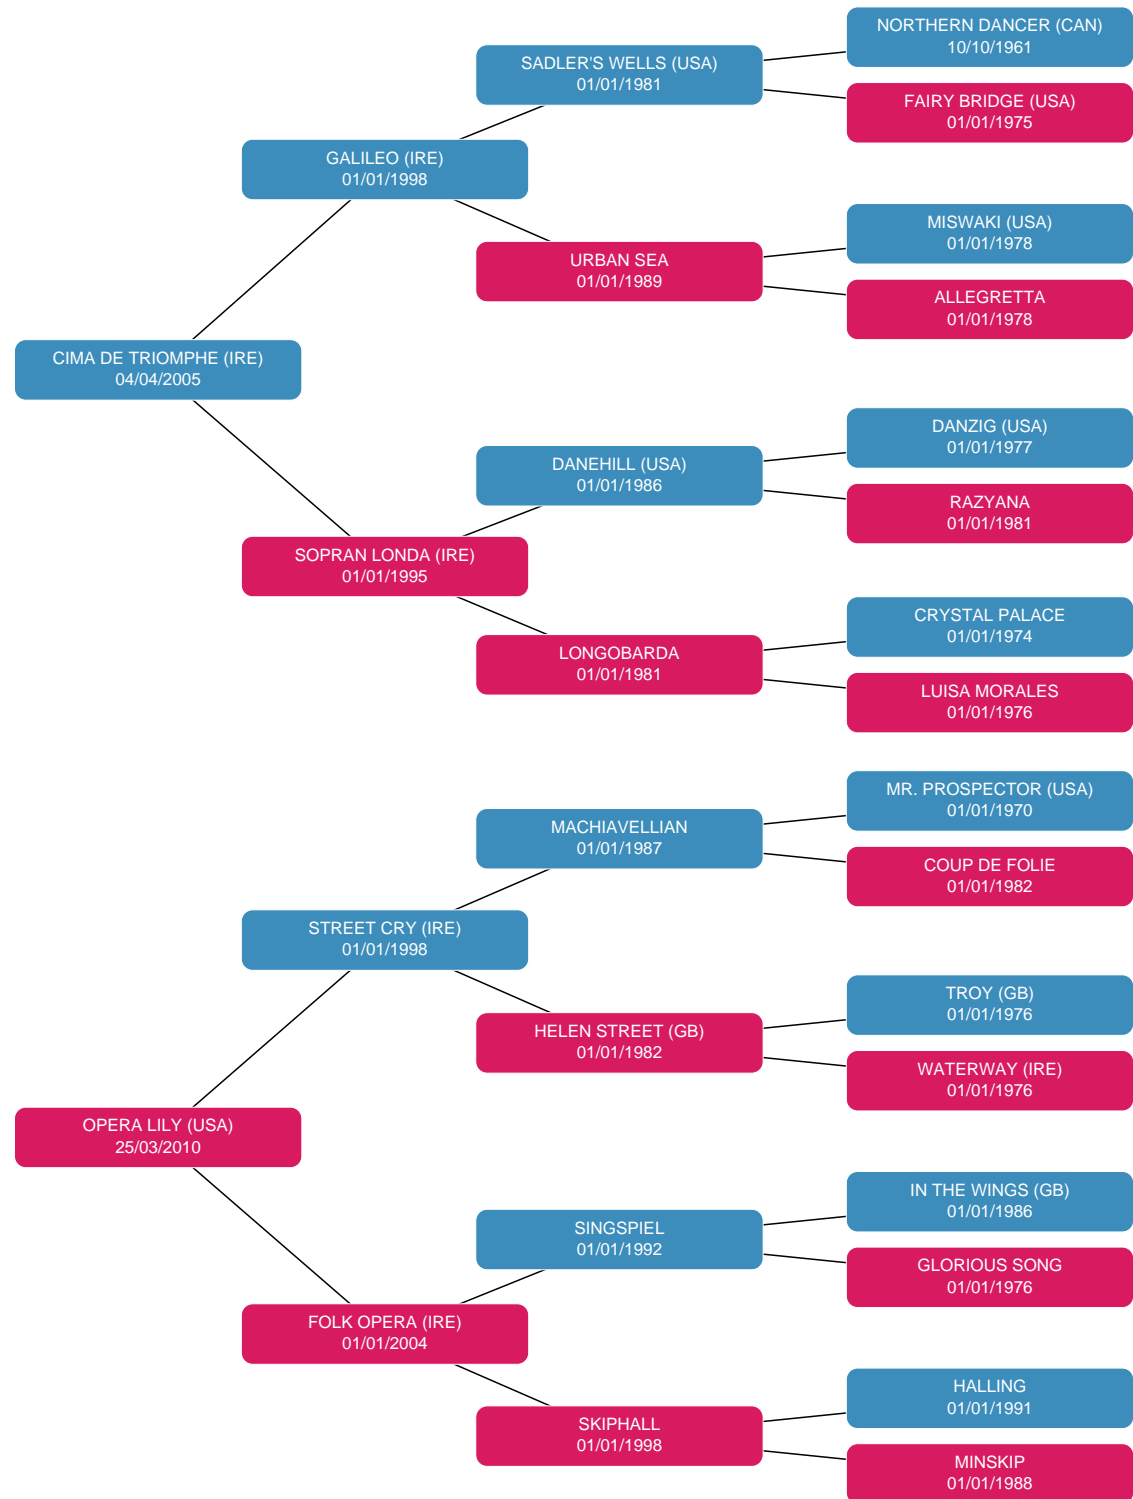 NORTHERN DANCER (CAN)
10/10/1961
SADLER'S WELLS (USA)
01/01/1981
FAIRY BRIDGE (USA)
01/01/1975
GALILEO (IRE)
01/01/1998
MISWAKI (USA)
01/01/1978
URBAN SEA
01/01/1989
ALLEGRETTA
01/01/1978
CIMA DE TRIOMPHE (IRE)
04/04/2005
DANZIG (USA)
01/01/1977
DANEHILL (USA)
01/01/1986
RAZYANA
01/01/1981
SOPRAN LONDA (IRE)
01/01/1995
CRYSTAL PALACE
01/01/1974
LONGOBARDA
01/01/1981
LUISA MORALES
01/01/1976
MR. PROSPECTOR (USA)
01/01/1970
MACHIAVELLIAN
01/01/1987
COUP DE FOLIE
01/01/1982
STREET CRY (IRE)
01/01/1998
TROY (GB)
01/01/1976
HELEN STREET (GB)
01/01/1982
WATERWAY (IRE)
01/01/1976
OPERA LILY (USA)
25/03/2010
IN THE WINGS (GB)
01/01/1986
SINGSPIEL
01/01/1992
GLORIOUS SONG
01/01/1976
FOLK OPERA (IRE)
01/01/2004
HALLING
01/01/1991
SKIPHALL
01/01/1998
MINSKIP
01/01/1988